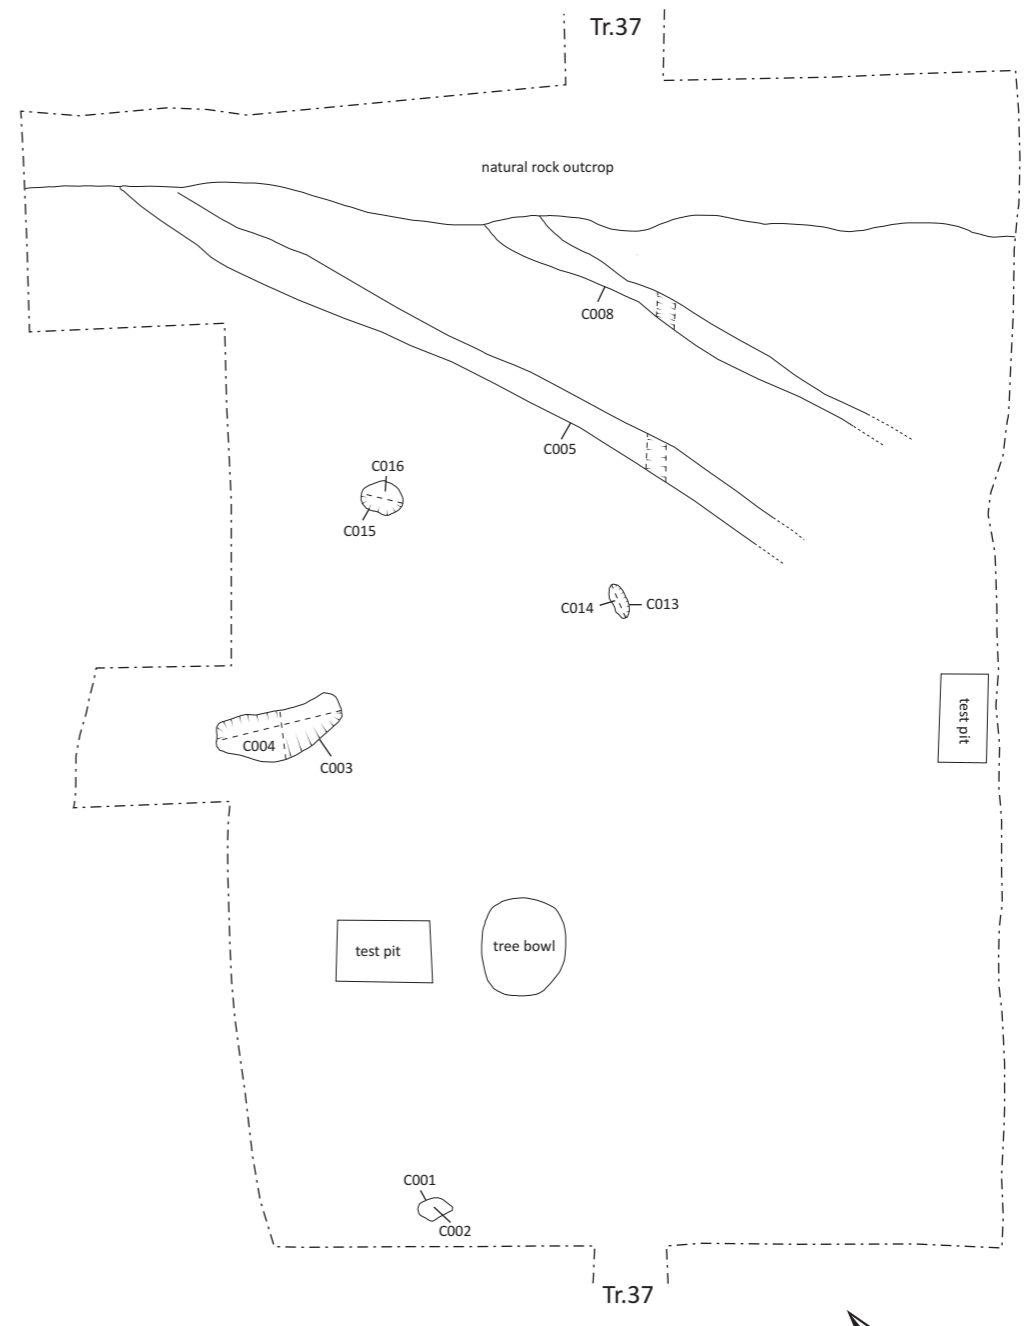 Tr.37
natural rock outcrop
C008
C005
C016
C015
C014
C013
test pit
C004
C003
test pit
tree bowl
C001
C002
Tr.37